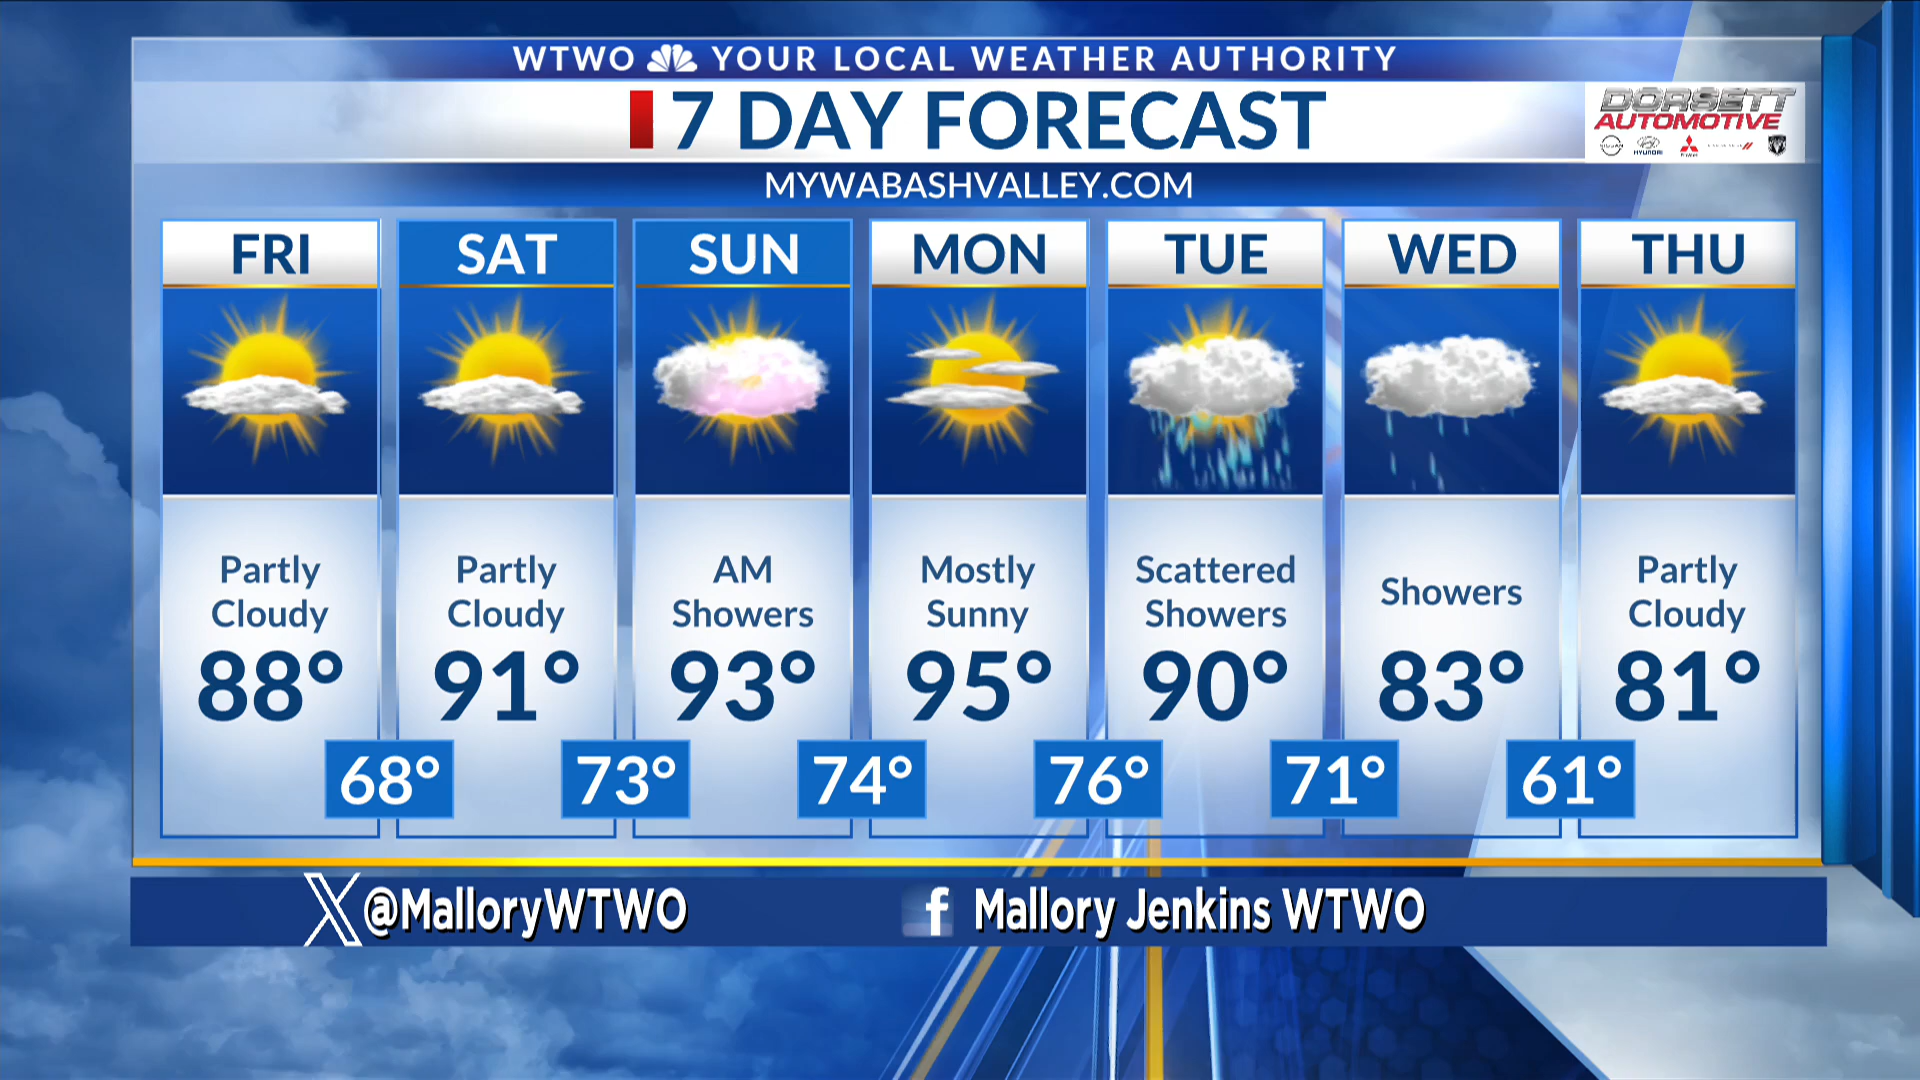 WTWO YOUR LOCAL WEATHER AUTHORITY
7 DAY FORECAST
DORSETT
AUTOMOTIVE
HYUNDAI
MYWABASHVALLEY.COM
FRI SAT SUN MON TUE WED THU
Partly Cloudy
88°
Partly Cloudy
91°
AM Showers
93°
Mostly Sunny
95°
Scattered Showers
90°
Showers
83°
Partly Cloudy
81°
68° 73° 74° 76° 71° 61°
@MalloryWTWO
f Mallory Jenkins WTWO